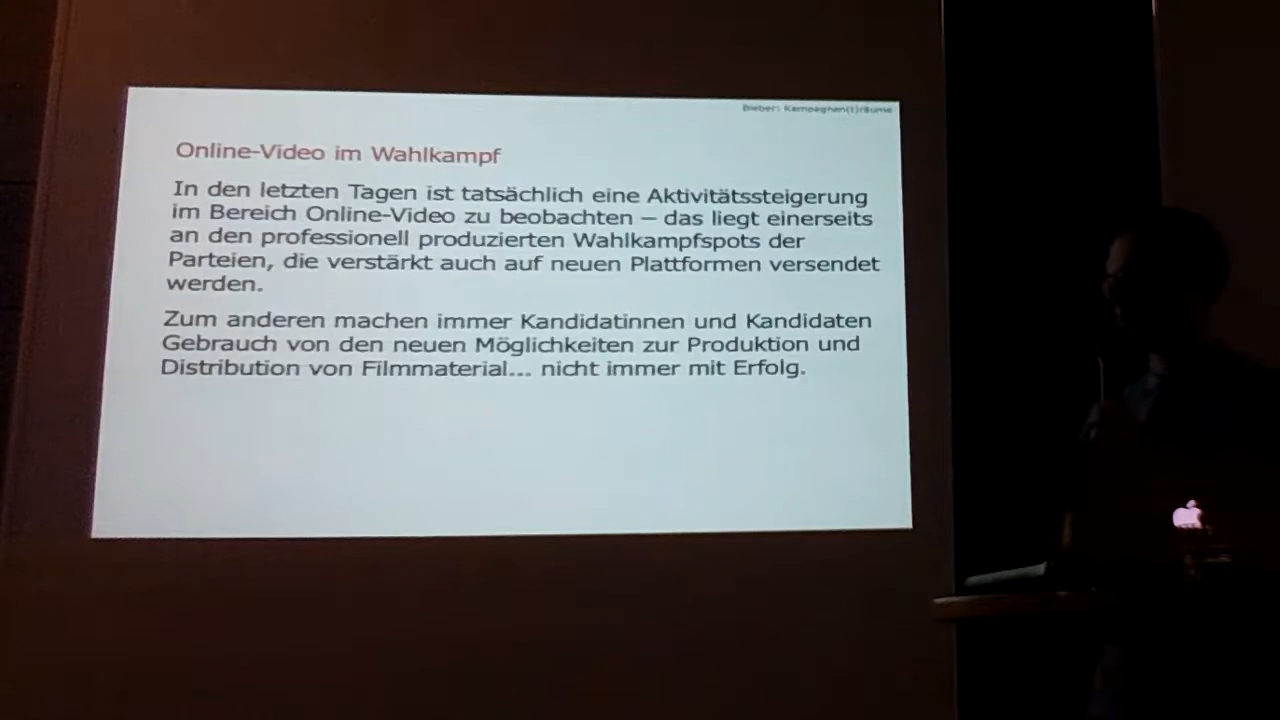 Bieber: Kampagnen(t)räume
Online-Video im Wahlkampf
In den letzten Tagen ist tatsächlich eine Aktivitätssteigerung
im Bereich Online-Video zu beobachten – das liegt einerseits
an den professionell produzierten Wahlkampfspots der
Parteien, die verstärkt auch auf neuen Plattformen versendet
werden.
Zum anderen machen immer Kandidatinnen und Kandidaten
Gebrauch von den neuen Möglichkeiten zur Produktion und
Distribution von Filmmaterial... nicht immer mit Erfolg.